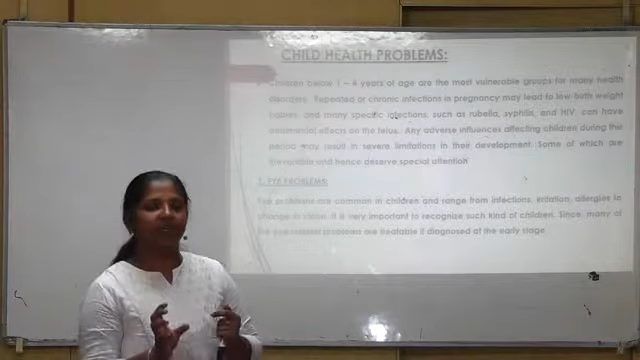 CHILD HEALTH PROBLEMS:
Children below 1 – 4 years of age are the most vulnerable groups for many health
disorders. Repeated or chronic infections in pregnancy may lead to low birth weight
babies, and many specific infections, such as rubella, syphilis, and HIV, can have
detrimental effects on the fetus. Any adverse influences affecting children during this
period may result in severe limitations in their development. Some of which are
irreversible and hence deserve special attention
1. EYE PROBLEMS:
Eye problems are common in children and range from infections, irritation, allergies to
change in vision. It is very important to recognize such kind of children. Since, many of
the eye related problems are treatable if diagnosed at the early stage.